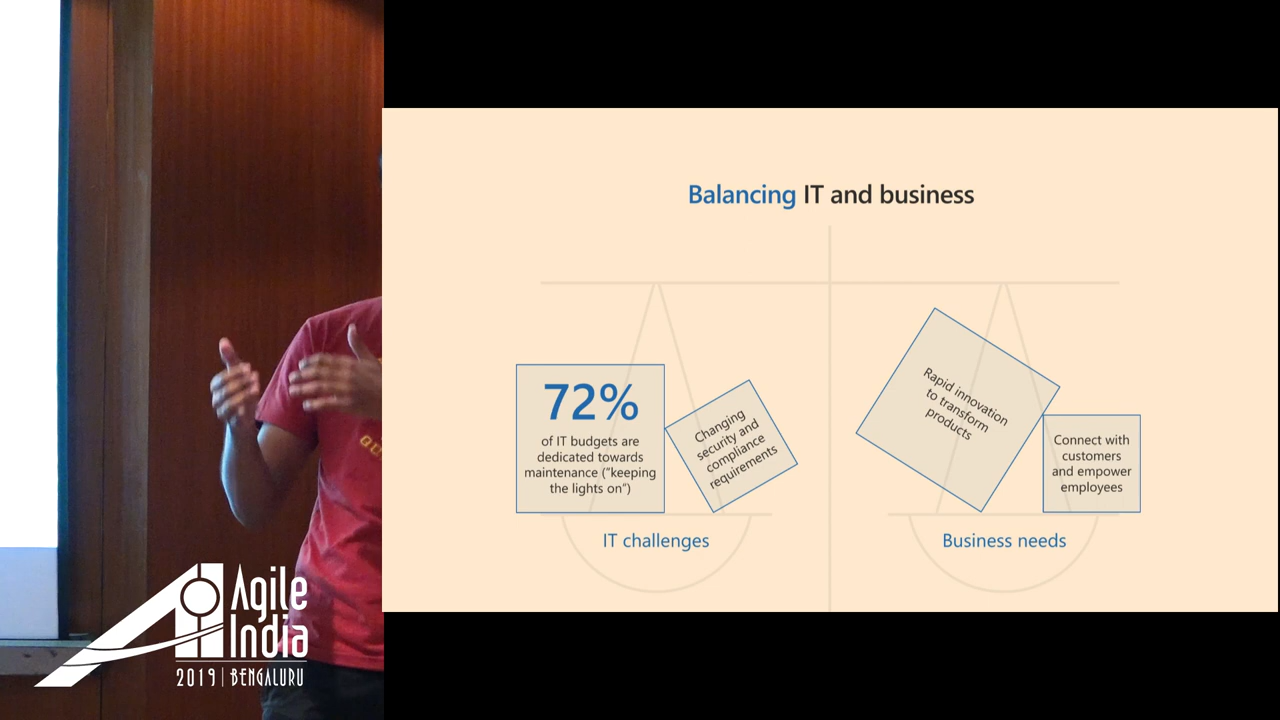 Balancing IT and business
72%
of IT budgets are
dedicated towards
maintenance ("keeping
the lights on")
Changing
security and
compliance
requirements
Rapid innovation
to transform
products
Connect with
customers
and empower
employees
IT challenges
Business needs
Agile
India
2019 | BENGALURU